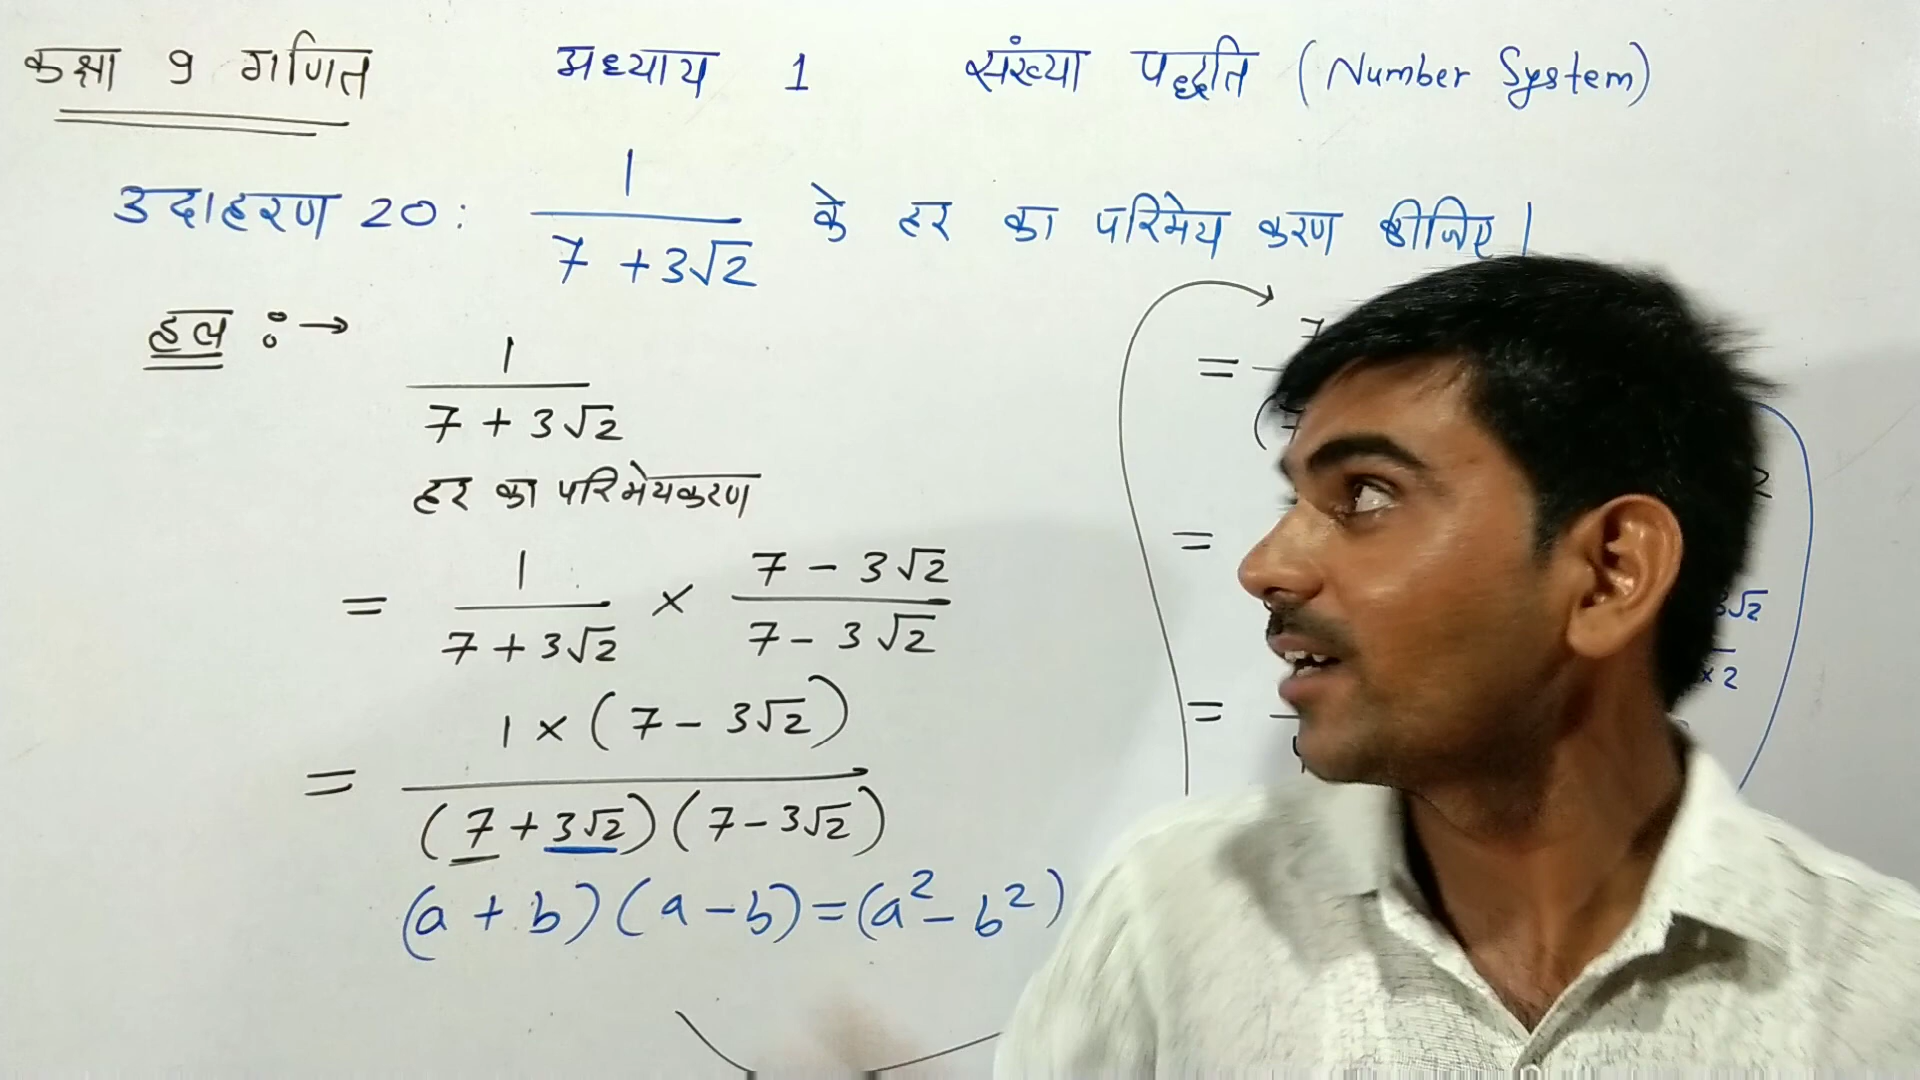 कक्षा 9 गणित अध्याय 1 संख्या पद्धति (Number System)
उदाहरण 20: 1 / 7 + 3√2 के हर का परिमेय करण कीजिए।
हल :→
1 / 7 + 3√2
हर का परिमेयकरण
= 1 / 7 + 3√2 × 7 - 3√2 / 7 - 3√2
= 1 × (7 - 3√2) / (7 + 3√2)(7 - 3√2)
(a + b)(a - b) = (a² - b²)
=
=
=